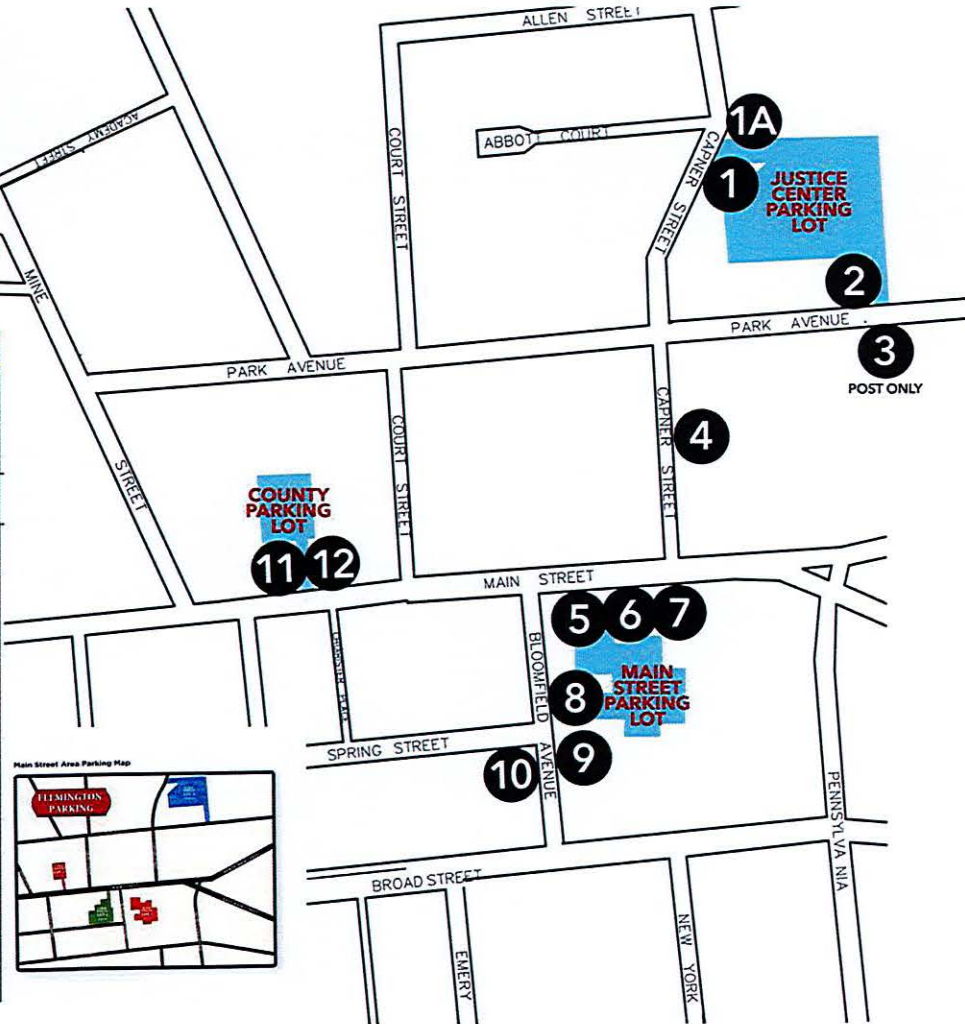 ALLEN STREET
ACADEMY
STREET
COURT STREET
ABBOTT COURT
CAPNER STREET
1A
1
JUSTICE
CENTER
PARKING
LOT
2
MINE
STREET
PARK AVENUE
PARK AVENUE
3
POST ONLY
COURT STREET
CAPNER STREET
4
COUNTY
PARKING
LOT
11
12
MAIN STREET
5
6
7
BLOOMFIELD
AVENUE
8
MAIN
STREET
PARKING
LOT
SPRING STREET
9
10
PENNSYLVANIA
BROAD STREET
EMERY
NEW YORK
Main Street Area Parking Map
FLEMINGTON
PARKING